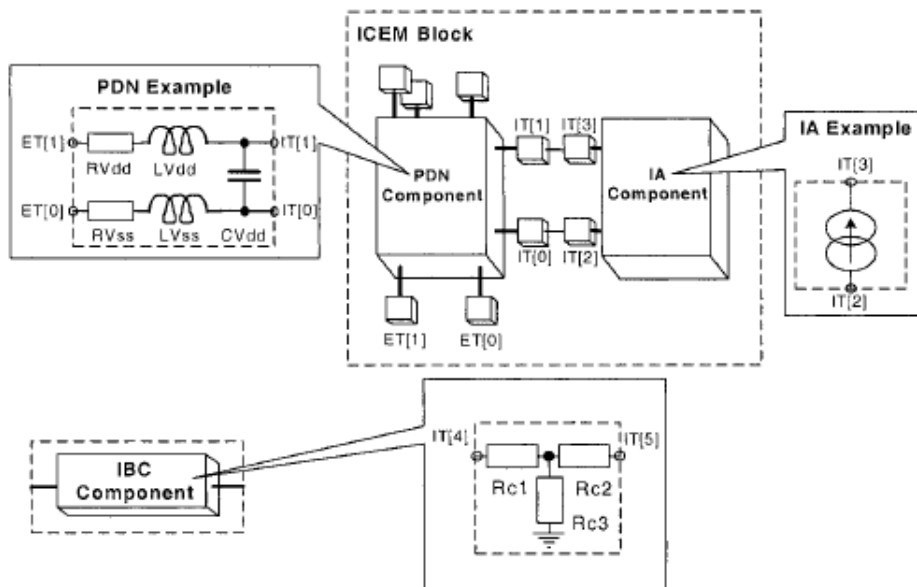 ICEM Block
PDN Example
ET[1]
IT[1]
RVdd
LVdd
ET[0]
IT[0]
RVss
LVss
CVdd
IT[1]
IT[3]
PDN
Component
IA
Component
IT[0]
IT[2]
ET[1]
ET[0]
IA Example
IT[3]
IT[2]
IBC
Component
IT[4]
IT[5]
Rc1
Rc2
Rc3